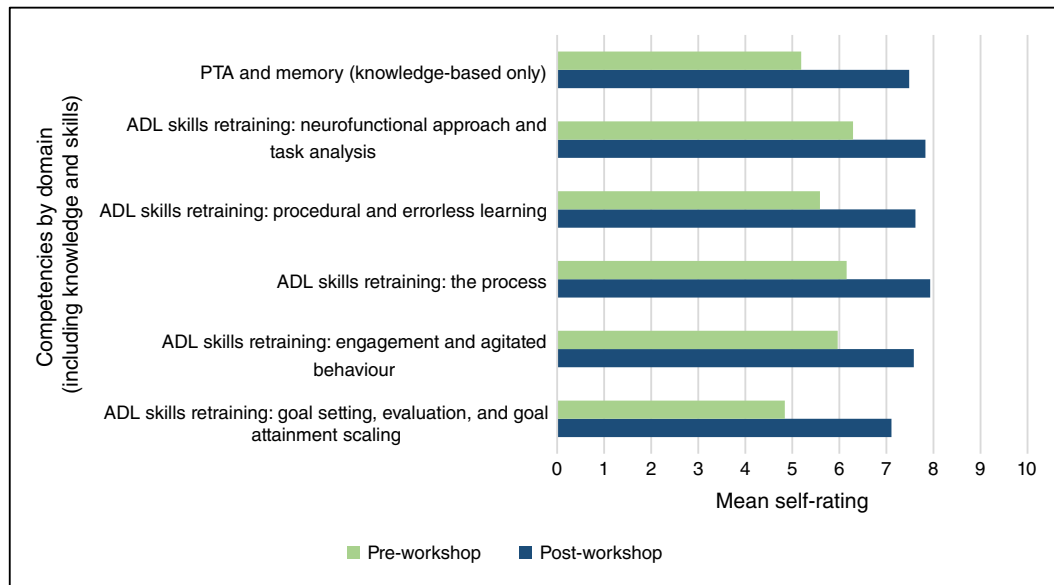 Competencies by domain
(including knowledge and skills)
PTA and memory (knowledge-based only)
ADL skills retraining: neurofunctional approach and
task analysis
ADL skills retraining: procedural and errorless learning
ADL skills retraining: the process
ADL skills retraining: engagement and agitated
behaviour
ADL skills retraining: goal setting, evaluation, and goal
attainment scaling
0 1 2 3 4 5 6 7 8 9 10
Mean self-rating
Pre-workshop Post-workshop